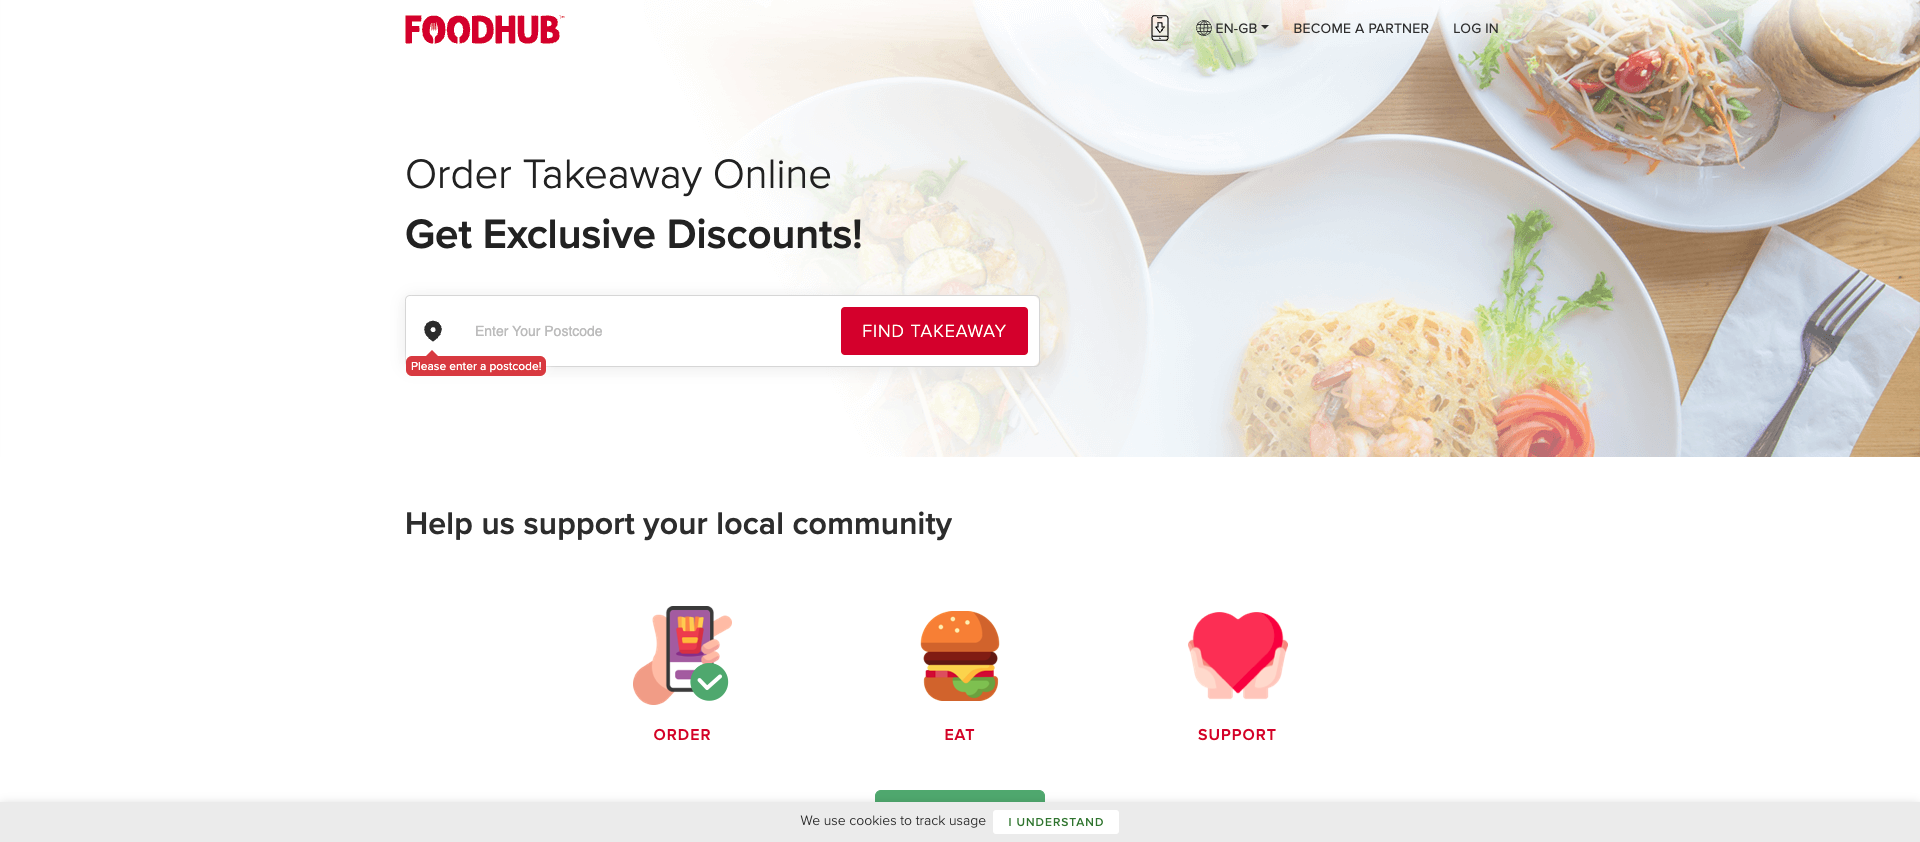 FOODHUB™
EN-GB
BECOME A PARTNER
LOG IN
Order Takeaway Online
Get Exclusive Discounts!
Enter Your Postcode
FIND TAKEAWAY
Please enter a postcode!
Help us support your local community
ORDER
EAT
SUPPORT
We use cookies to track usage
I UNDERSTAND